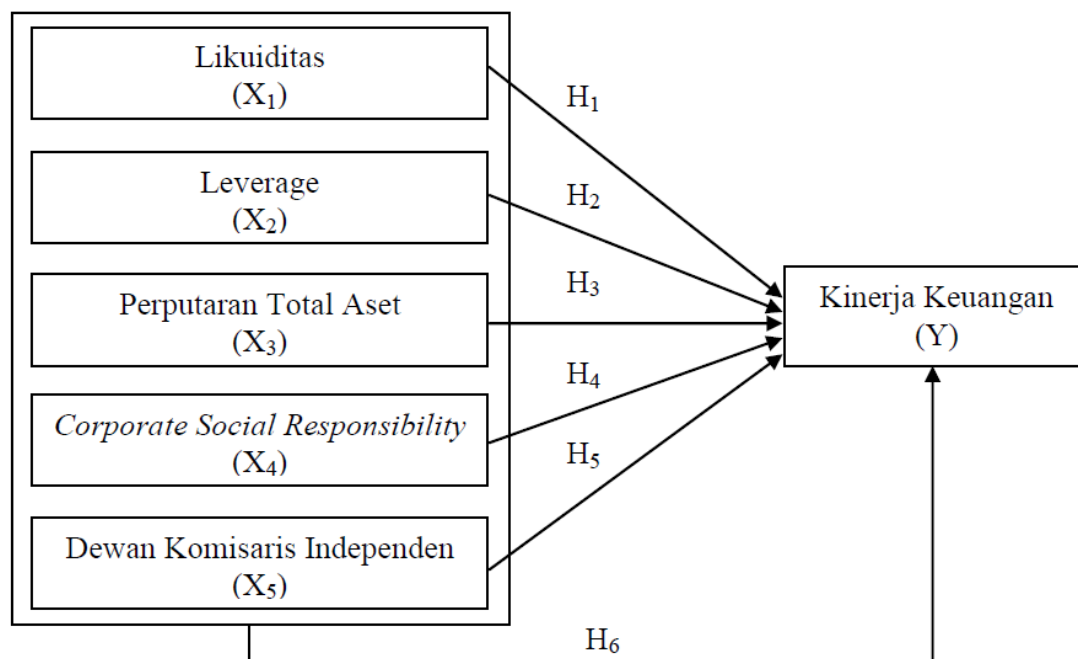 Likuiditas
(X₁)
Leverage
(X₂)
Perputaran Total Aset
(X₃)
Corporate Social Responsibility
(X₄)
Dewan Komisaris Independen
(X₅)
H₁
H₂
H₃
H₄
H₅
Kinerja Keuangan
(Y)
H₆